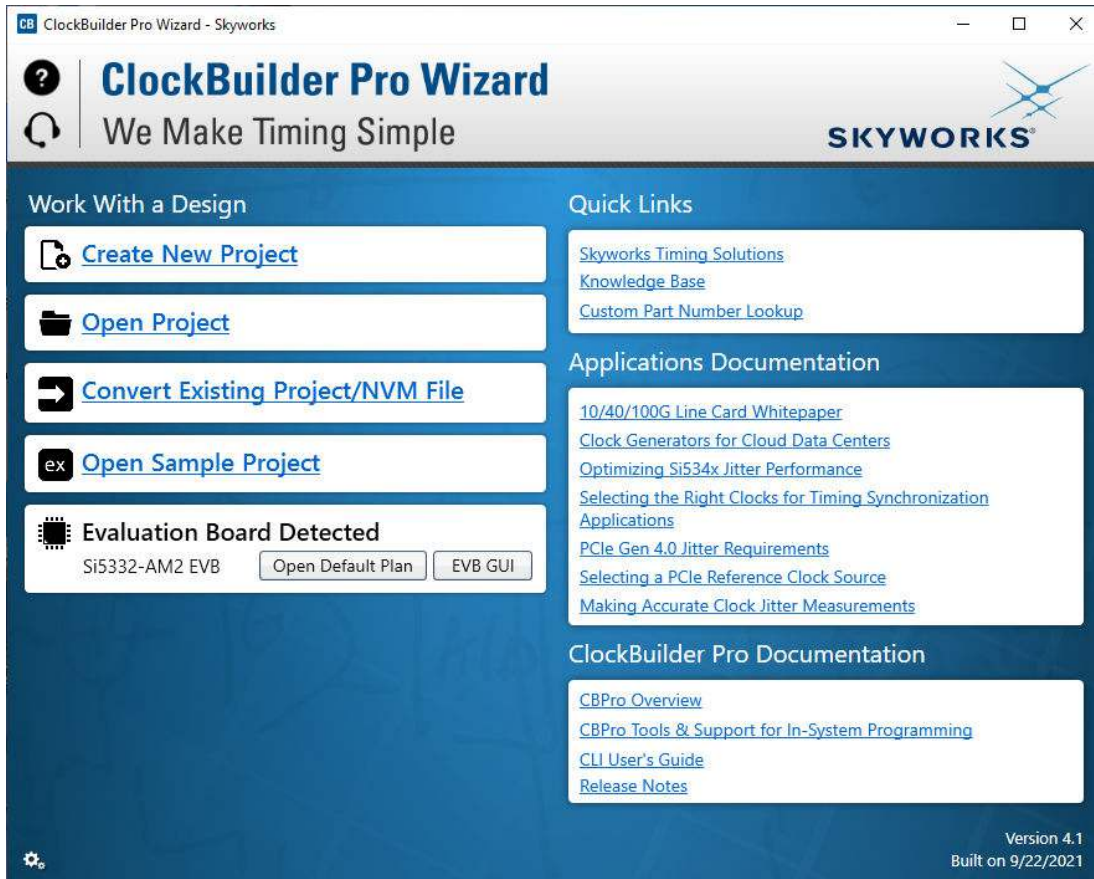 CB ClockBuilder Pro Wizard - Skyworks
?
ClockBuilder Pro Wizard
We Make Timing Simple
SKYWORKS®
Work With a Design
Create New Project
Open Project
Convert Existing Project/NVM File
ex Open Sample Project
Evaluation Board Detected
Si5332-AM2 EVB Open Default Plan EVB GUI
Quick Links
Skyworks Timing Solutions
Knowledge Base
Custom Part Number Lookup
Applications Documentation
10/40/100G Line Card Whitepaper
Clock Generators for Cloud Data Centers
Optimizing Si534x Jitter Performance
Selecting the Right Clocks for Timing Synchronization
Applications
PCIe Gen 4.0 Jitter Requirements
Selecting a PCIe Reference Clock Source
Making Accurate Clock Jitter Measurements
ClockBuilder Pro Documentation
CBPro Overview
CBPro Tools & Support for In-System Programming
CLI User's Guide
Release Notes
Version 4.1
Built on 9/22/2021